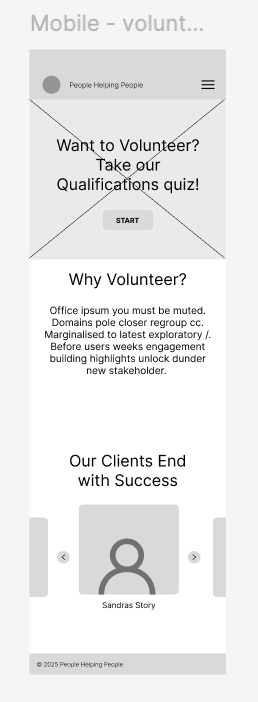 Mobile - volunt...
People Helping People
Want to Volunteer?
Take our
Qualifications quiz!
START
Why Volunteer?
Office ipsum you must be muted.
Domains pole closer regroup cc.
Marginalised to latest exploratory /.
Before users weeks engagement
building highlights unlock dunder
new stakeholder.
Our Clients End
with Success
Sandras Story
© 2025 People Helping People